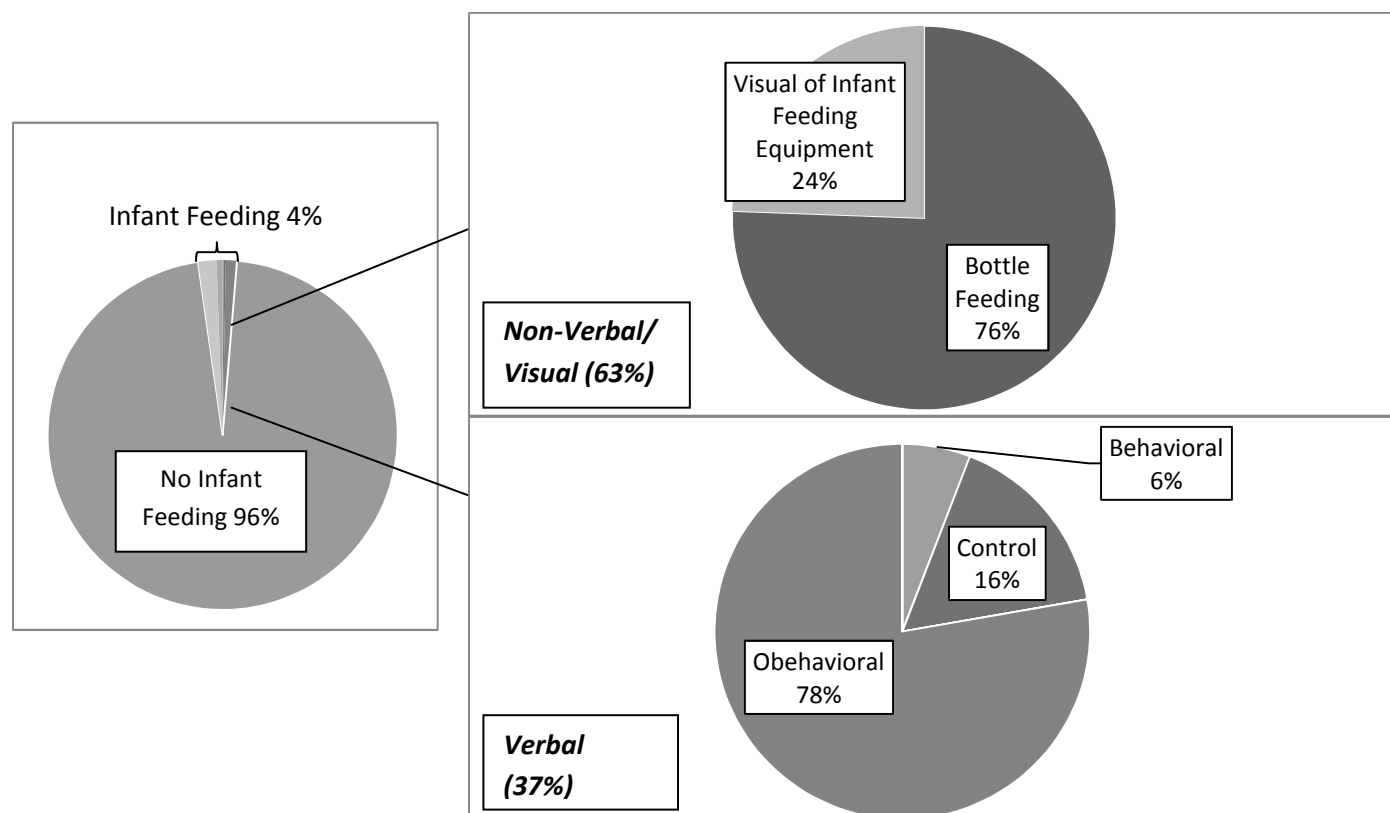 Infant Feeding 4%
No Infant
Feeding 96%
Visual of Infant
Feeding
Equipment
24%
Bottle
Feeding
76%
Non-Verbal/
Visual (63%)
Behavioral
6%
Control
16%
Obehavioral
78%
Verbal
(37%)